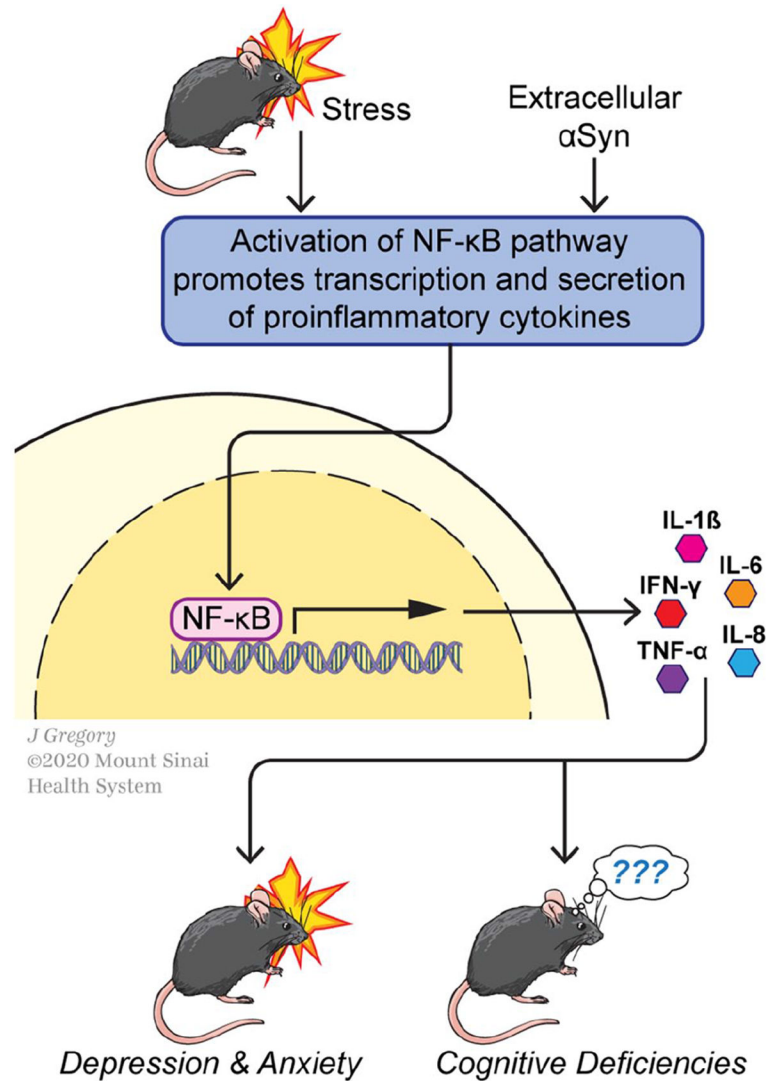 Stress
Extracellular
αSyn
Activation of NF-κB pathway
promotes transcription and secretion
of proinflammatory cytokines
IL-1ß
IL-6
IFN-γ
IL-8
TNF-α
NF-κB
J Gregory
©2020 Mount Sinai
Health System
???
Depression & Anxiety
Cognitive Deficiencies